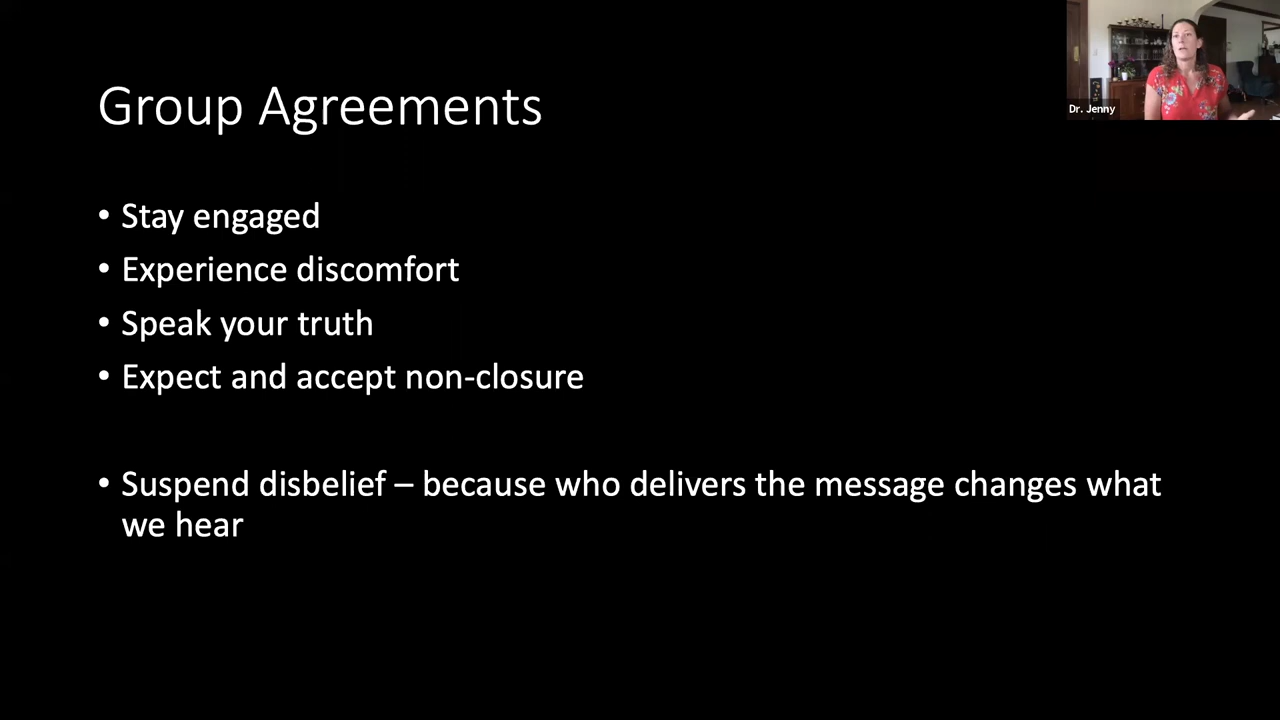 Group Agreements
• Stay engaged
• Experience discomfort
• Speak your truth
• Expect and accept non-closure
• Suspend disbelief – because who delivers the message changes what
we hear
Dr. Jenny